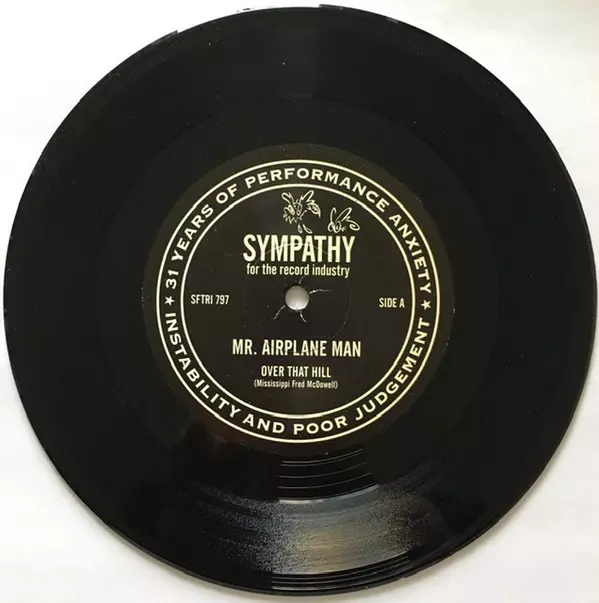 31 YEARS OF PERFORMANCE ANXIETY
SYMPATHY
for the record industry
SFTRI 797
SIDE A
MR. AIRPLANE MAN
OVER THAT HILL
(Mississippi Fred McDowell)
INSTABILITY AND POOR JUDGEMENT